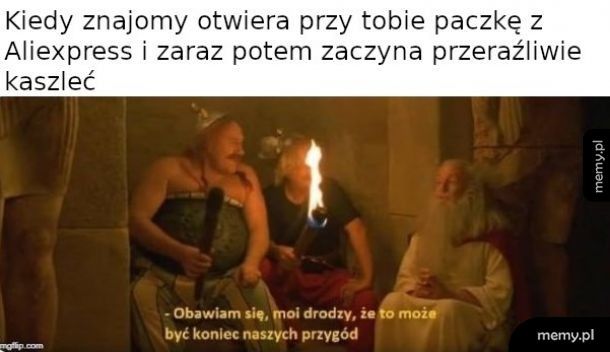 Kiedy znajomy otwiera przy tobie paczkę z
Aliexpress i zaraz potem zaczyna przeraźliwie
kaszleć
memy.pl
- Obawiam się, moi drodzy, że to może
być koniec naszych przygód
imgflip.com
memy.pl